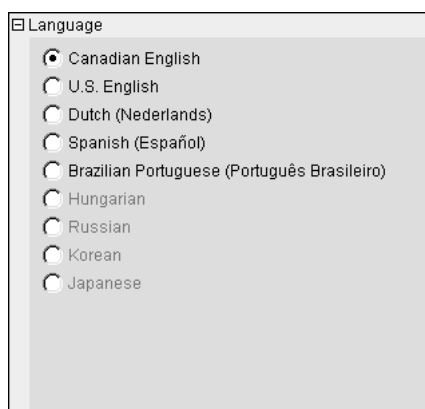 Language
Canadian English
U.S. English
Dutch (Nederlands)
Spanish (Español)
Brazilian Portuguese (Português Brasileiro)
Hungarian
Russian
Korean
Japanese